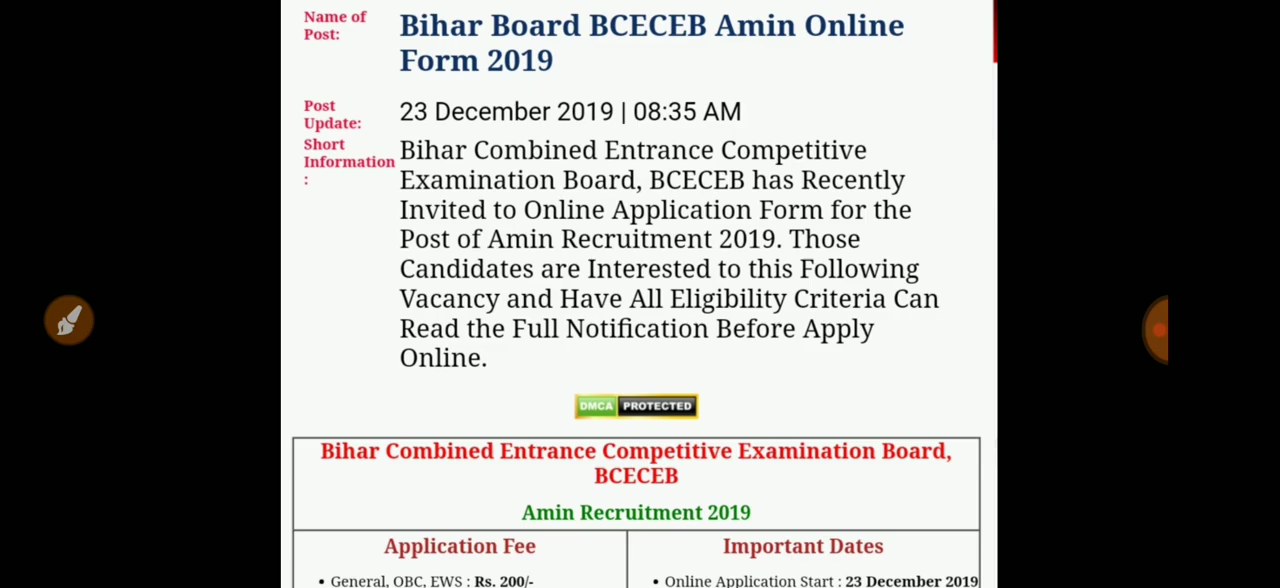 Name of Post:
Bihar Board BCECEB Amin Online
Form 2019
Post Update:
23 December 2019 | 08:35 AM
Short Information :
Bihar Combined Entrance Competitive
Examination Board, BCECEB has Recently
Invited to Online Application Form for the
Post of Amin Recruitment 2019. Those
Candidates are Interested to this Following
Vacancy and Have All Eligibility Criteria Can
Read the Full Notification Before Apply
Online.
DMCA PROTECTED
Bihar Combined Entrance Competitive Examination Board,
BCECEB
Amin Recruitment 2019
Application Fee
• General, OBC, EWS : Rs. 200/-
Important Dates
• Online Application Start : 23 December 2019